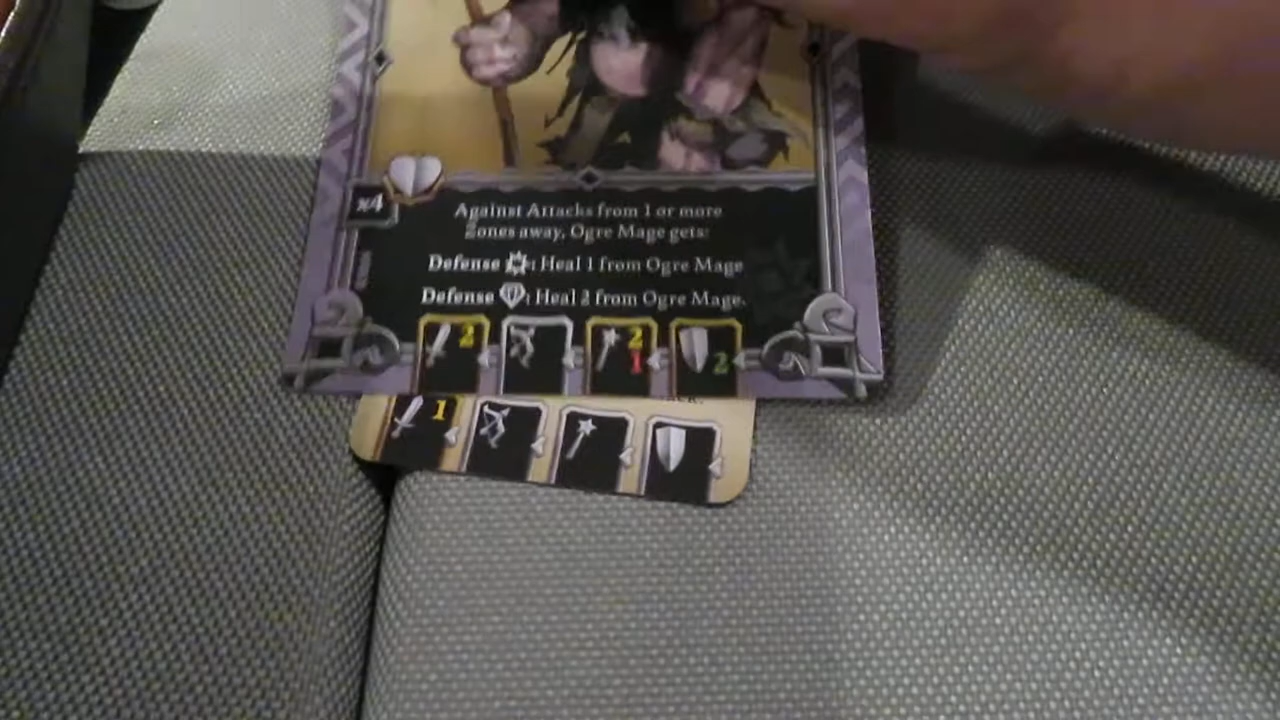 x4
Against Attacks from 1 or more
Zones away, Ogre Mage gets:
Defense : Heal 1 from Ogre Mage
Defense : Heal 2 from Ogre Mage.
2 2 1 2
1